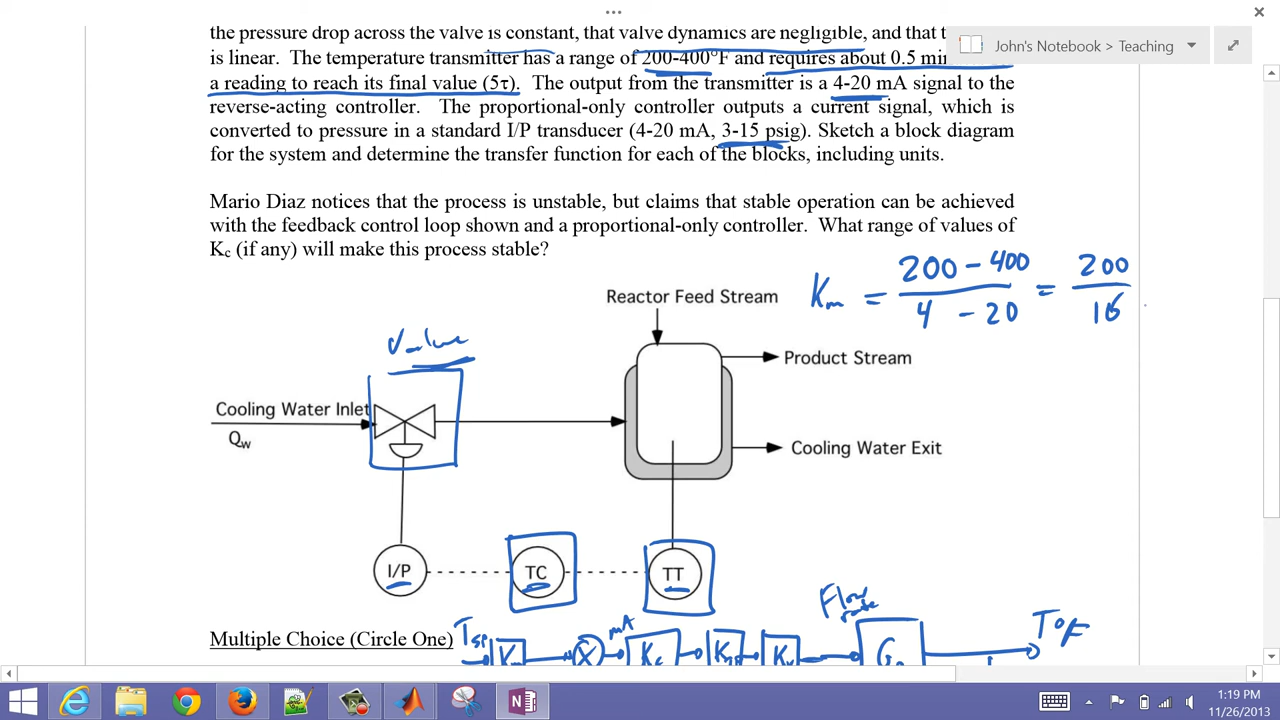 the pressure drop across the valve is constant, that valve dynamics are negligible, and that t
John's Notebook > Teaching
is linear. The temperature transmitter has a range of 200-400°F and requires about 0.5 min
a reading to reach its final value (5τ). The output from the transmitter is a 4-20 mA signal to the
reverse-acting controller. The proportional-only controller outputs a current signal, which is
converted to pressure in a standard I/P transducer (4-20 mA, 3-15 psig). Sketch a block diagram
for the system and determine the transfer function for each of the blocks, including units.
Mario Diaz notices that the process is unstable, but claims that stable operation can be achieved
with the feedback control loop shown and a proportional-only controller. What range of values of
Kc (if any) will make this process stable?
Km = 200 - 400 / 4 - 20 = 200 / 16
Reactor Feed Stream
Valve
Product Stream
Cooling Water Inlet
Qw
Cooling Water Exit
I/P
TC
TT
Flow
rate
Multiple Choice (Circle One)
Tsp
mA
T°F
Km
X
Kc
Kv
1:19 PM
11/26/2013